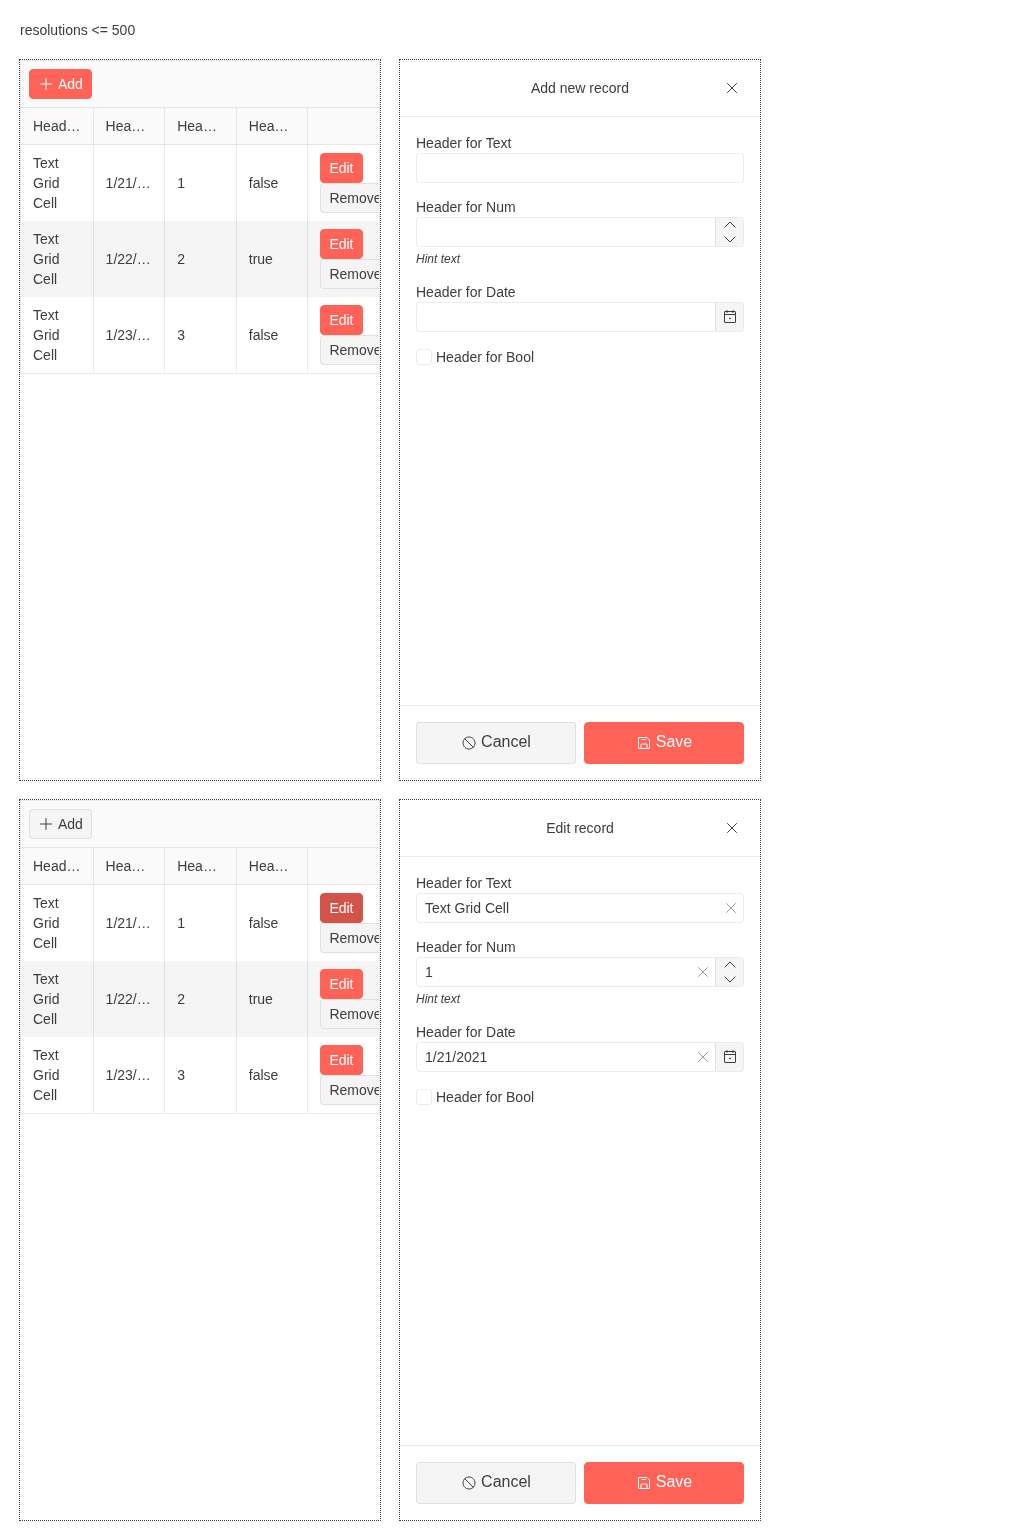 resolutions <= 500
Add
Head… Hea… Hea… Hea…
Text Grid Cell 1/21/… 1 false Edit Remove
Text Grid Cell 1/22/… 2 true Edit Remove
Text Grid Cell 1/23/… 3 false Edit Remove
Add new record
Header for Text
Header for Num
Hint text
Header for Date
Header for Bool
Cancel Save
Add
Head… Hea… Hea… Hea…
Text Grid Cell 1/21/… 1 false Edit Remove
Text Grid Cell 1/22/… 2 true Edit Remove
Text Grid Cell 1/23/… 3 false Edit Remove
Edit record
Header for Text
Text Grid Cell
Header for Num
1
Hint text
Header for Date
1/21/2021
Header for Bool
Cancel Save